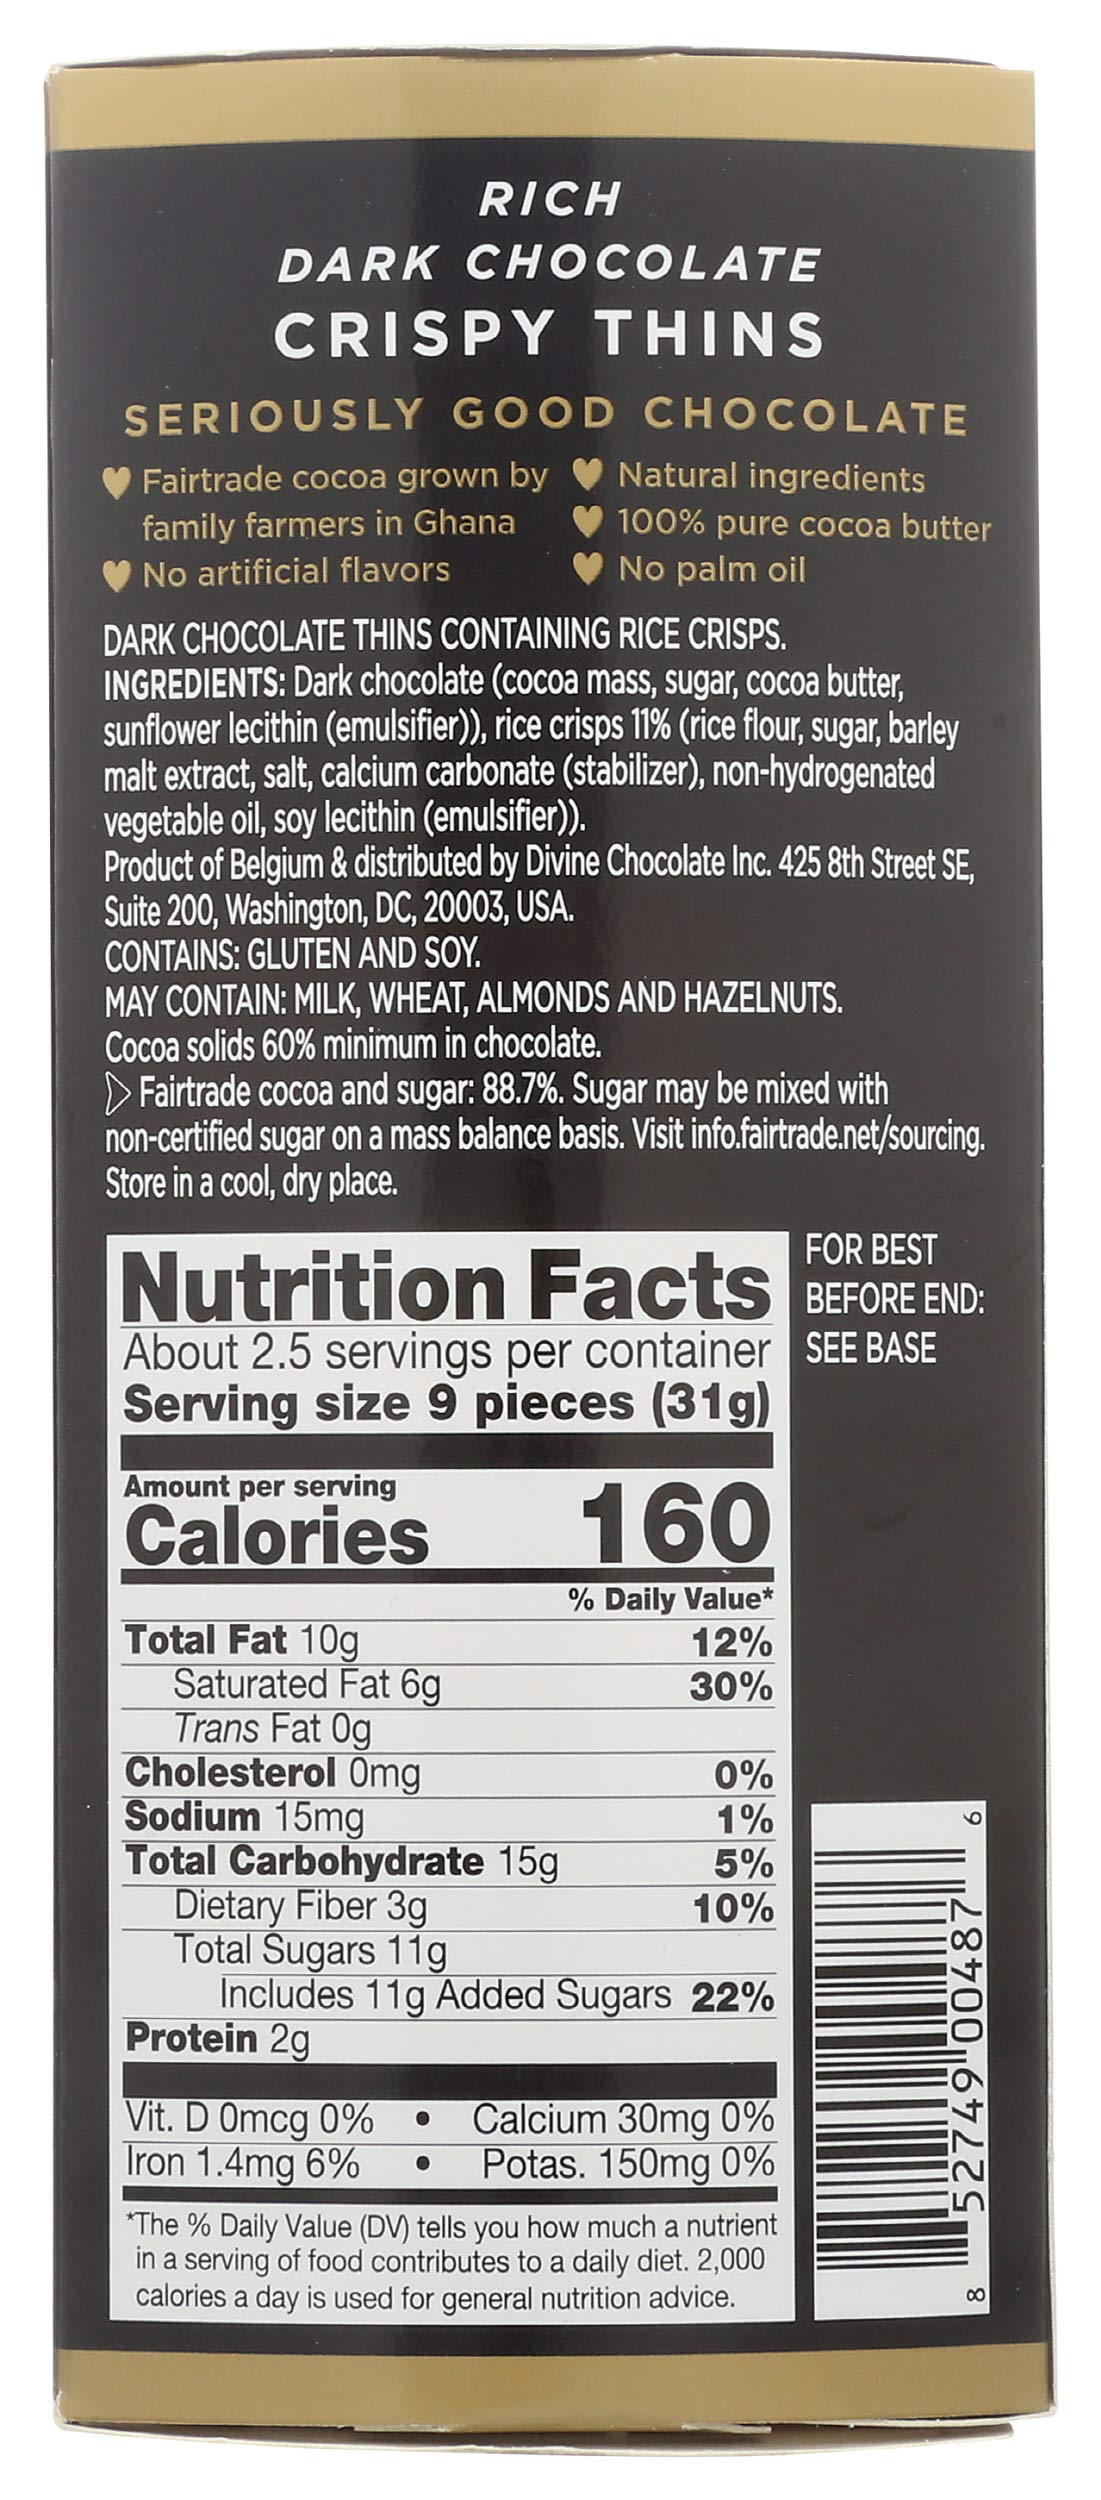 RICH
DARK CHOCOLATE
CRISPY THINS
SERIOUSLY GOOD CHOCOLATE
Fairtrade cocoa grown by
family farmers in Ghana
No artificial flavors
Natural ingredients
100% pure cocoa butter
No palm oil
DARK CHOCOLATE THINS CONTAINING RICE CRISPS.
INGREDIENTS: Dark chocolate (cocoa mass, sugar, cocoa butter,
sunflower lecithin (emulsifier)), rice crisps 11% (rice flour, sugar, barley
malt extract, salt, calcium carbonate (stabilizer), non-hydrogenated
vegetable oil, soy lecithin (emulsifier)).
Product of Belgium & distributed by Divine Chocolate Inc. 425 8th Street SE,
Suite 200, Washington, DC, 20003, USA.
CONTAINS: GLUTEN AND SOY.
MAY CONTAIN: MILK, WHEAT, ALMONDS AND HAZELNUTS.
Cocoa solids 60% minimum in chocolate.
Fairtrade cocoa and sugar: 88.7%. Sugar may be mixed with
non-certified sugar on a mass balance basis. Visit info.fairtrade.net/sourcing.
Store in a cool, dry place.
Nutrition Facts
About 2.5 servings per container
Serving size 9 pieces (31g)
Amount per serving
Calories 160
% Daily Value*
Total Fat 10g 12%
Saturated Fat 6g 30%
Trans Fat 0g
Cholesterol 0mg 0%
Sodium 15mg 1%
Total Carbohydrate 15g 5%
Dietary Fiber 3g 10%
Total Sugars 11g
Includes 11g Added Sugars 22%
Protein 2g
Vit. D 0mcg 0% • Calcium 30mg 0%
Iron 1.4mg 6% • Potas. 150mg 0%
*The % Daily Value (DV) tells you how much a nutrient
in a serving of food contributes to a daily diet. 2,000
calories a day is used for general nutrition advice.
FOR BEST
BEFORE END:
SEE BASE
8 52749 00487 6